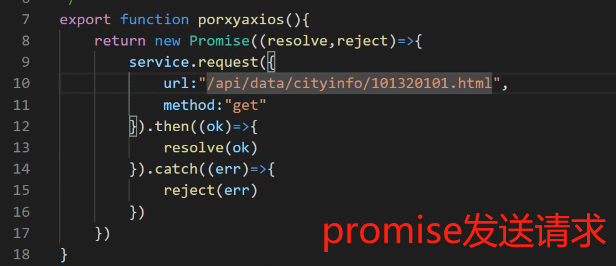 7 export function porxyaxios(){
8 return new Promise((resolve,reject)=>{
9 service.request({
10 url:"/api/data/cityinfo/101320101.html",
11 method:"get"
12 }).then((ok)=>{
13 resolve(ok)
14 }).catch((err)=>{
15 reject(err)
16 })
17 })
18 }
promise发送请求